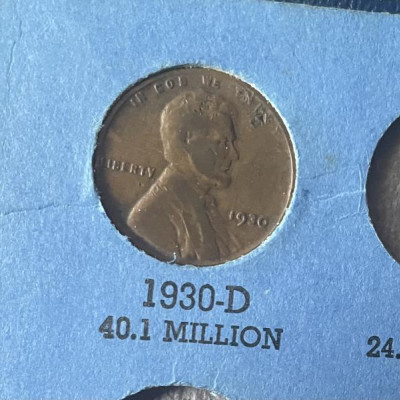 IN GOD WE TRUST
LIBERTY
1930
1930-D
40.1 MILLION
24.